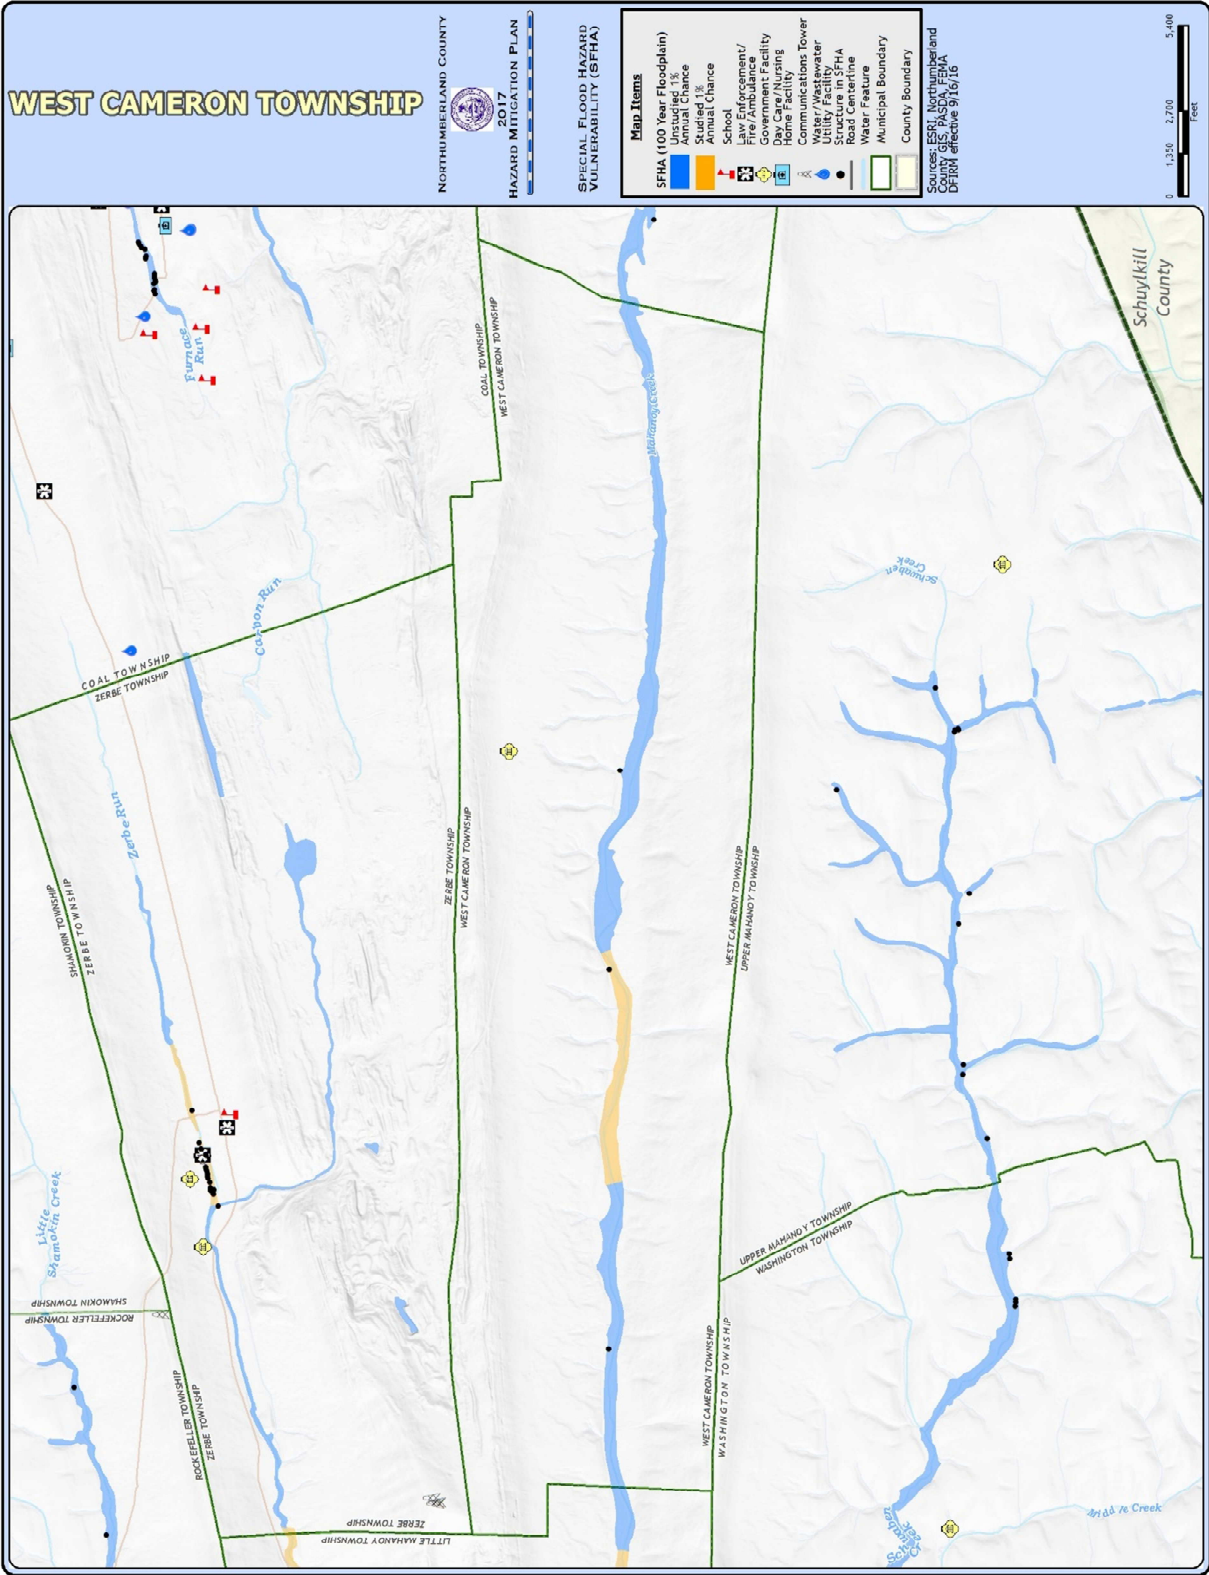 WEST CAMERON TOWNSHIP
NORTHUMBERLAND COUNTY
2017
HAZARD MITIGATION PLAN
SPECIAL FLOOD HAZARD
VULNERABILITY (SFHA)
Map Items
SFHA (100 Year Floodplain)
Unstudied 1%
Annual Chance
Studied 1%
Annual Chance
School
Law Enforcement/
Fire/Ambulance
Government Facility
Day Care/Nursing
Home Facility
Communications Tower
Water/Wastewater
Utility Facility
Structure in SFHA
Road Centerline
Water Feature
Municipal Boundary
County Boundary
Sources: ESRI, Northumberland
County GIS, PASDA, FEMA
DFIRM effective 9/16/16
0 1,350 2,700 5,400
Feet
Furnace
Run
COAL TOWNSHIP
WEST CAMERON TOWNSHIP
Mahanoy Creek
Schuylkill
County
Carbon Run
COAL TOWNSHIP
ZERBE TOWNSHIP
Schwaben
Creek
Zerbe Run
SHAMOKIN TOWNSHIP
ZERBE TOWNSHIP
ZERBE TOWNSHIP
WEST CAMERON TOWNSHIP
WEST CAMERON TOWNSHIP
UPPER MAHANOY TOWNSHIP
Little
Shamokin Creek
SHAMOKIN TOWNSHIP
ROCKEFELLER TOWNSHIP
UPPER MAHANOY TOWNSHIP
WASHINGTON TOWNSHIP
ROCKEFELLER TOWNSHIP
ZERBE TOWNSHIP
WEST CAMERON TOWNSHIP
WASHINGTON TOWNSHIP
ZERBE TOWNSHIP
LITTLE MAHANOY TOWNSHIP
Schwaben
Creek
Middle Creek